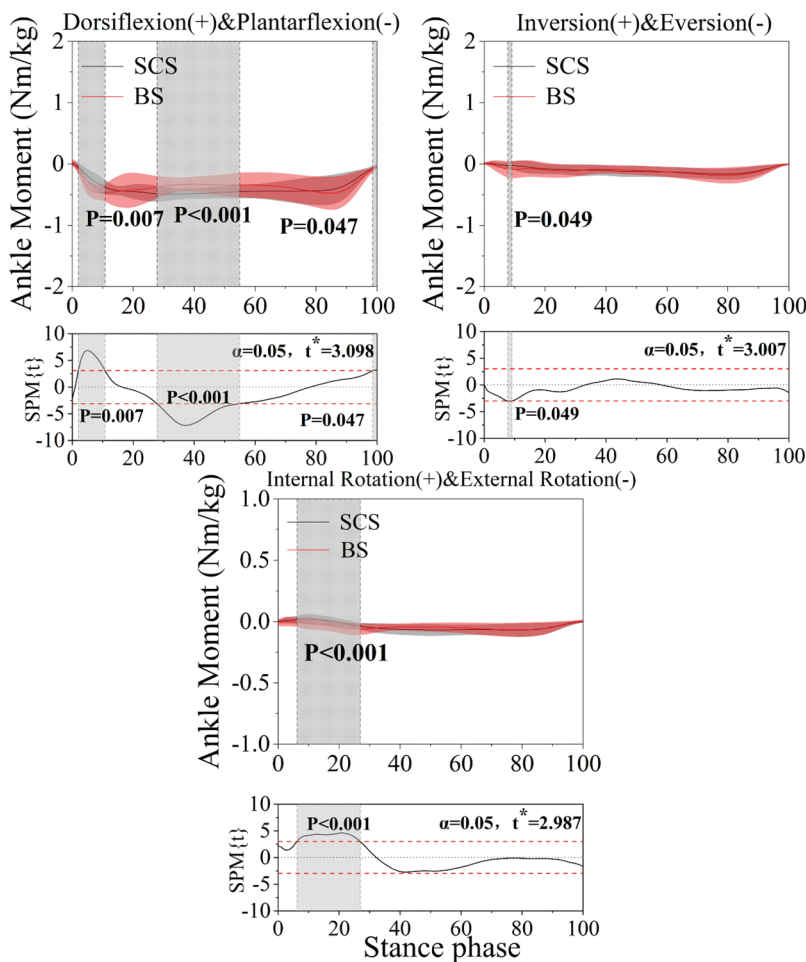 Dorsiflexion(+)&Plantarflexion(-)
Ankle Moment (Nm/kg)
2
1
0
-1
-2
SCS
BS
P=0.007
P<0.001
P=0.047
0 20 40 60 80 100
SPM{t}
10
5
0
-5
-10
α=0.05, t*=3.098
P=0.007
P<0.001
P=0.047
0 20 40 60 80 100
Inversion(+)&Eversion(-)
Ankle Moment (Nm/kg)
2
1
0
-1
-2
SCS
BS
P=0.049
0 20 40 60 80 100
SPM{t}
10
5
0
-5
-10
α=0.05, t*=3.007
P=0.049
0 20 40 60 80 100
Internal Rotation(+)&External Rotation(-)
Ankle Moment (Nm/kg)
1.0
0.5
0.0
-0.5
-1.0
SCS
BS
P<0.001
0 20 40 60 80 100
SPM{t}
10
5
0
-5
-10
P<0.001
α=0.05, t*=2.987
0 20 40 60 80 100
Stance phase